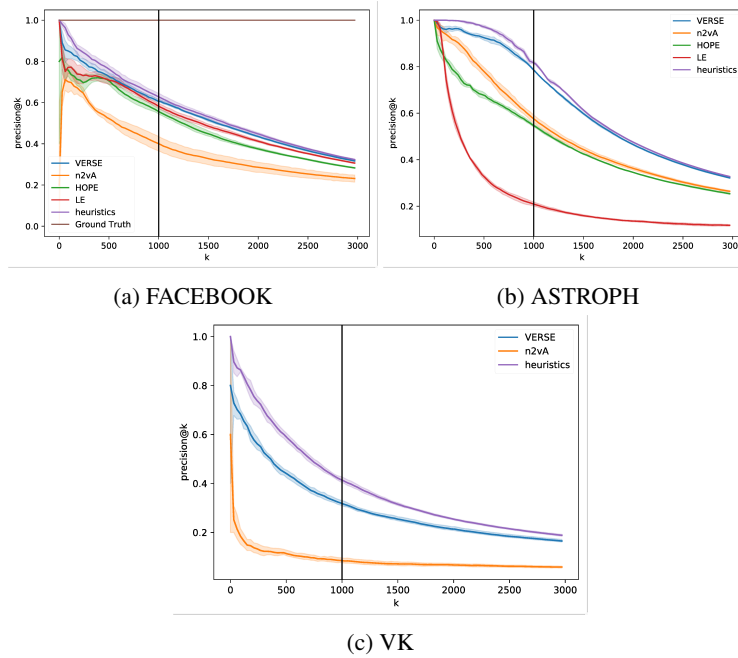 1.0
0.8
0.6
0.4
0.2
0.0
precision@k
VERSE
n2vA
HOPE
LE
heuristics
Ground Truth
0 500 1000 1500 2000 2500 3000
k
(a) FACEBOOK
1.0
0.8
0.6
0.4
0.2
precision@k
VERSE
n2vA
HOPE
LE
heuristics
0 500 1000 1500 2000 2500 3000
k
(b) ASTROPH
1.0
0.8
0.6
0.4
0.2
precision@k
VERSE
n2vA
heuristics
0 500 1000 1500 2000 2500 3000
k
(c) VK